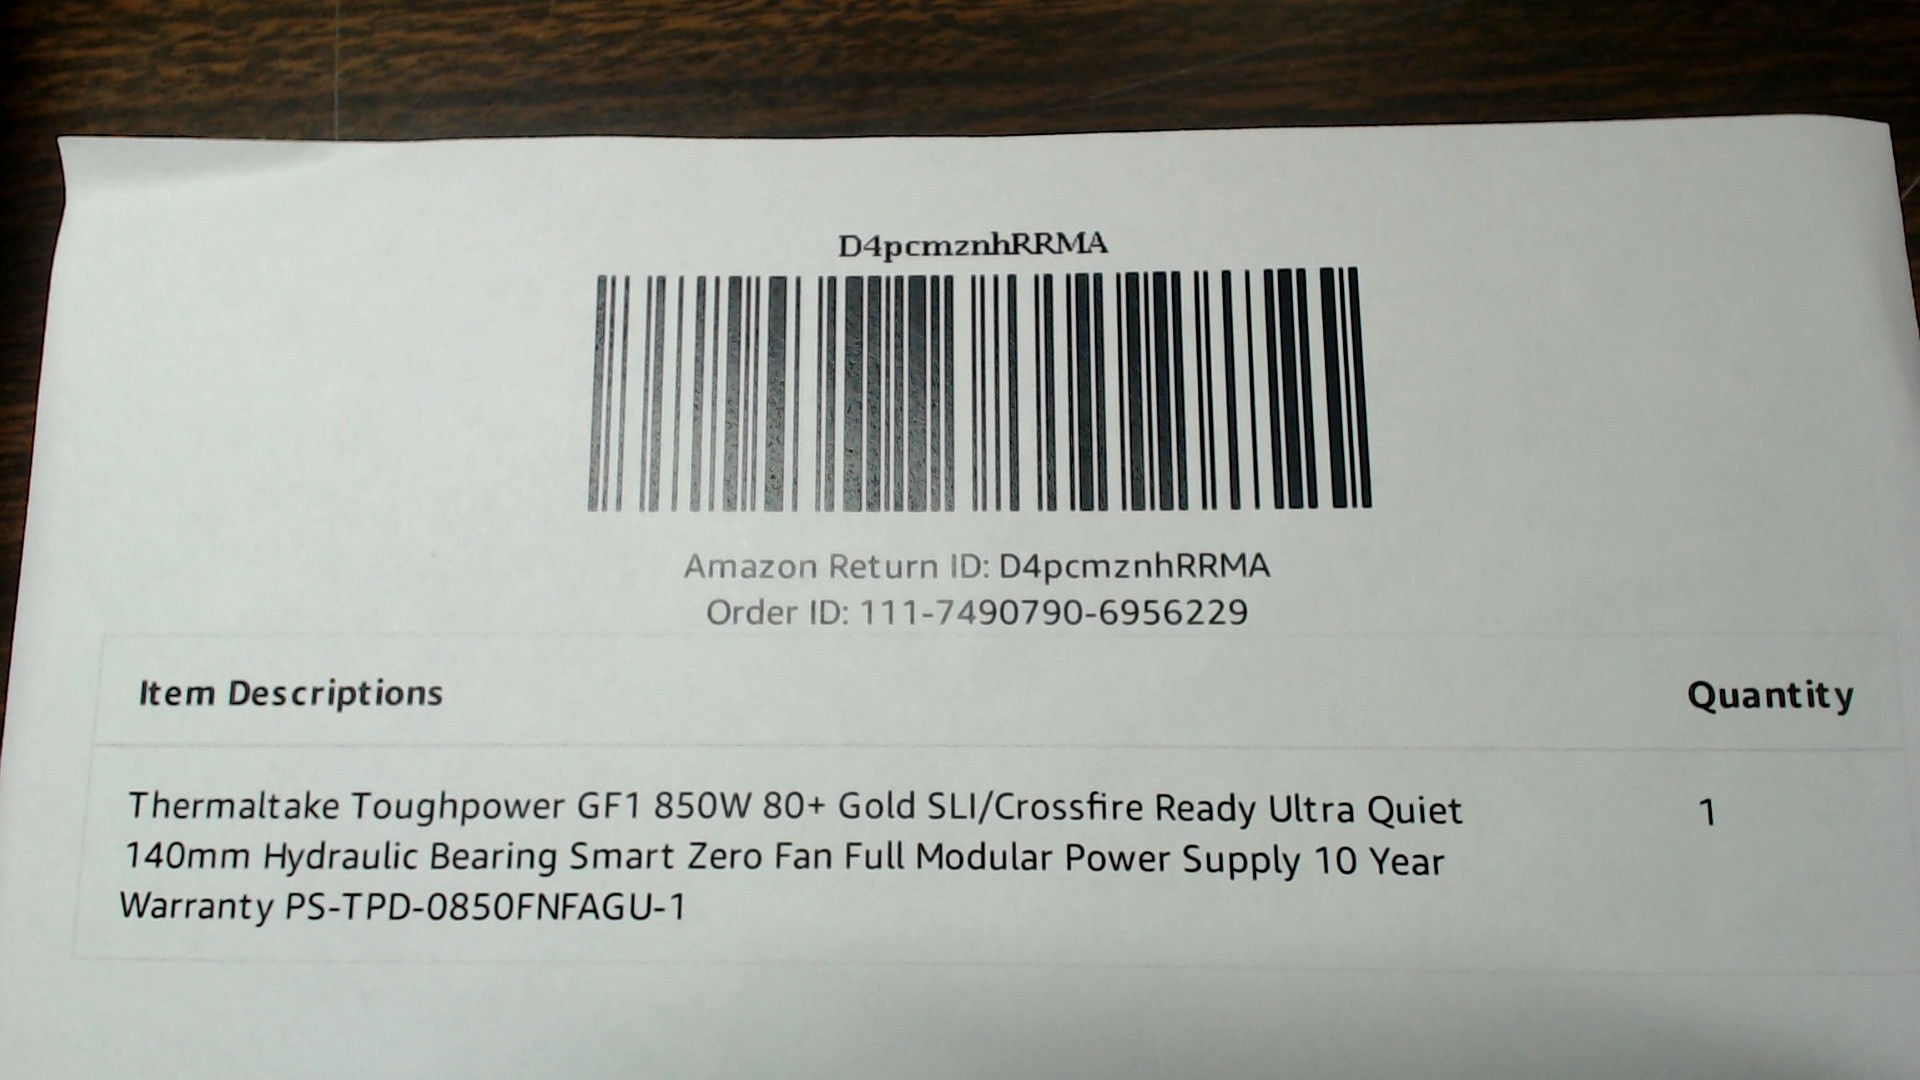 D4pcmznhRRMA
Amazon Return ID: D4pcmznhRRMA
Order ID: 111-7490790-6956229
Item Descriptions Quantity
Thermaltake Toughpower GF1 850W 80+ Gold SLI/Crossfire Ready Ultra Quiet 1
140mm Hydraulic Bearing Smart Zero Fan Full Modular Power Supply 10 Year
Warranty PS-TPD-0850FNFAGU-1